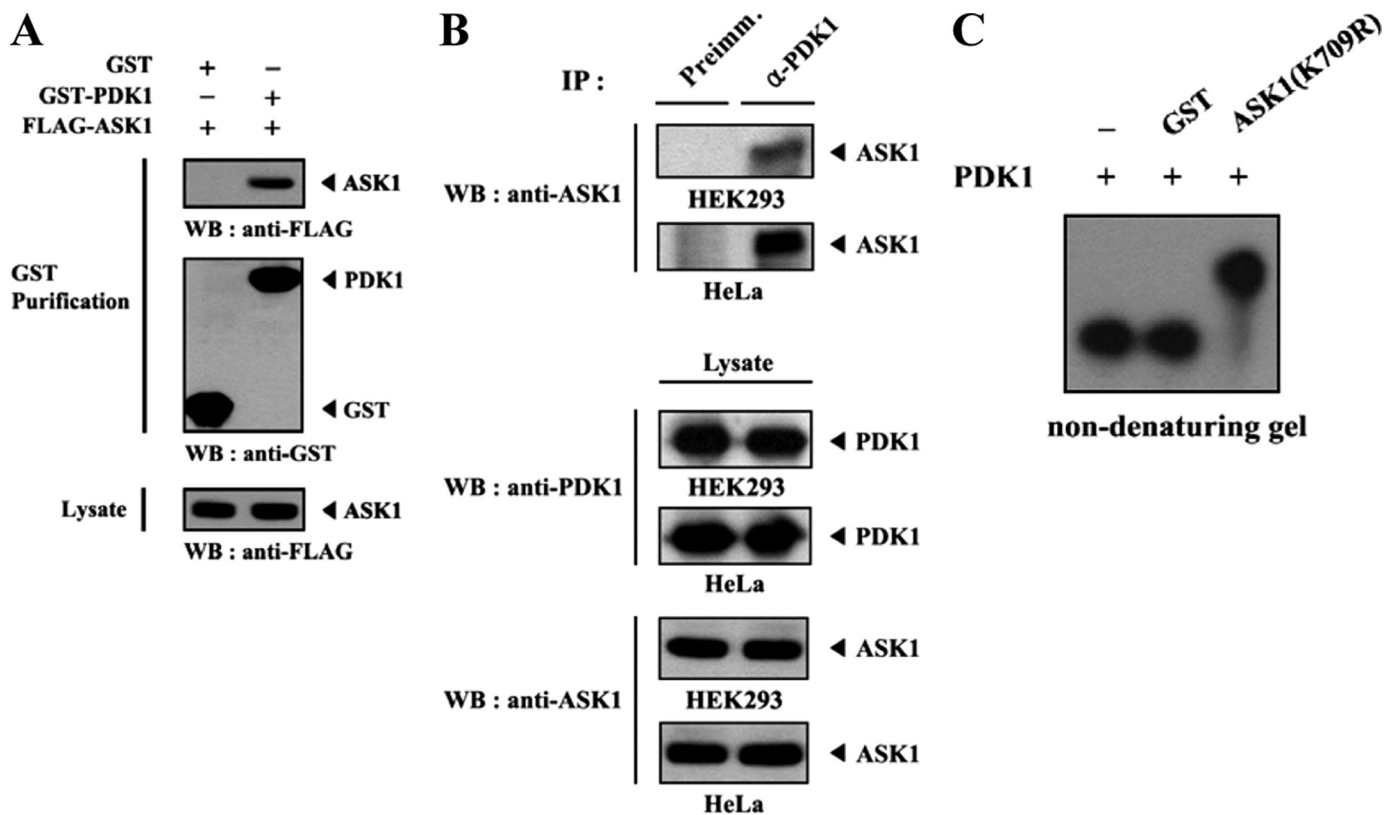 A
GST + –
GST-PDK1 – +
FLAG-ASK1 + +
GST
Purification
ASK1
WB : anti-FLAG
PDK1
GST
WB : anti-GST
Lysate
ASK1
WB : anti-FLAG
B
IP :
Preimm.
α-PDK1
WB : anti-ASK1
ASK1
HEK293
ASK1
HeLa
Lysate
WB : anti-PDK1
PDK1
HEK293
PDK1
HeLa
WB : anti-ASK1
ASK1
HEK293
ASK1
HeLa
C
– GST ASK1(K709R)
PDK1 + + +
non-denaturing gel